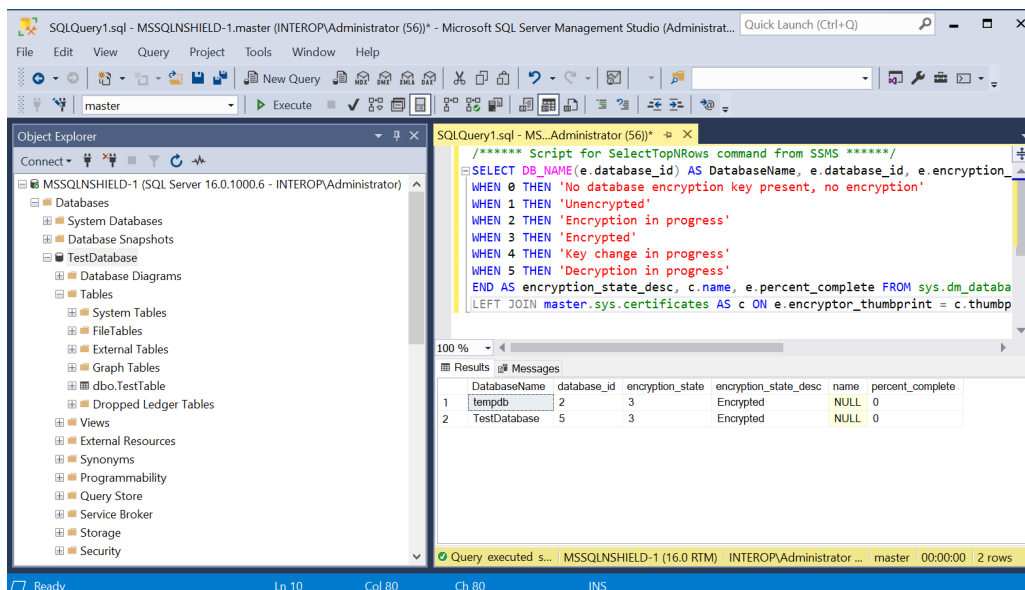 SQLQuery1.sql - MSSQLNSHIELD-1.master (INTEROP\Administrator (56))* - Microsoft SQL Server Management Studio (Administrat...
Quick Launch (Ctrl+Q)
File Edit View Query Project Tools Window Help
New Query MDX DMX XMLA DAX
master Execute
Object Explorer
Connect
MSSQLNSHIELD-1 (SQL Server 16.0.1000.6 - INTEROP\Administrator)
Databases
System Databases
Database Snapshots
TestDatabase
Database Diagrams
Tables
System Tables
FileTables
External Tables
Graph Tables
dbo.TestTable
Dropped Ledger Tables
Views
External Resources
Synonyms
Programmability
Query Store
Service Broker
Storage
Security
SQLQuery1.sql - MS...Administrator (56))*
/****** Script for SelectTopNRows command from SSMS ******/
SELECT DB_NAME(e.database_id) AS DatabaseName, e.database_id, e.encryption_
WHEN 0 THEN 'No database encryption key present, no encryption'
WHEN 1 THEN 'Unencrypted'
WHEN 2 THEN 'Encryption in progress'
WHEN 3 THEN 'Encrypted'
WHEN 4 THEN 'Key change in progress'
WHEN 5 THEN 'Decryption in progress'
END AS encryption_state_desc, c.name, e.percent_complete FROM sys.dm_databa
LEFT JOIN master.sys.certificates AS c ON e.encryptor_thumbprint = c.thumbp
100 %
Results Messages
DatabaseName database_id encryption_state encryption_state_desc name percent_complete
1 tempdb 2 3 Encrypted NULL 0
2 TestDatabase 5 3 Encrypted NULL 0
Query executed s... MSSQLNSHIELD-1 (16.0 RTM) INTEROP\Administrator ... master 00:00:00 2 rows
Ready Ln 10 Col 80 Ch 80 INS